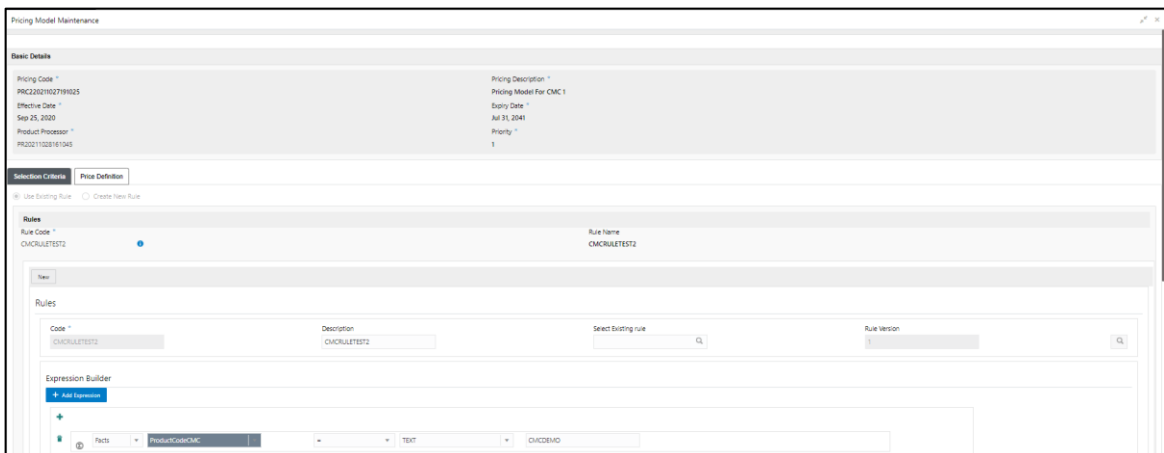 Pricing Model Maintenance
Basic Details
Pricing Code * Pricing Description *
PRC220211027191025 Pricing Model For CMC 1
Effective Date * Expiry Date *
Sep 25, 2020 Jul 31, 2041
Product Processor * Priority *
PR20211028161045 1
Selection Criteria Price Definition
Use Existing Rule Create New Rule
Rules
Rule Code * Rule Name
CMCRULETEST2 CMCRULETEST2
New
Rules
Code * Description Select Existing rule Rule Version
CMCRULETEST2 CMCRULETEST2 1
Expression Builder
+ Add Expression
Facts ProductCodeCMC = TEXT CMCDEMO